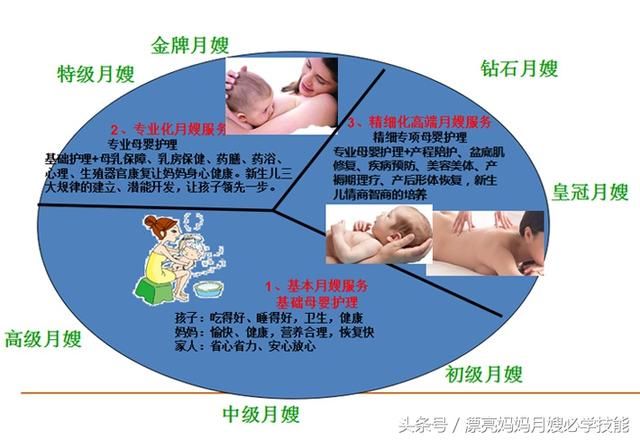 金牌月嫂
特级月嫂
钻石月嫂
2、专业化月嫂服务
专业母婴护理
基础护理+母乳保障、乳房保健、药膳、药浴、
心理、生殖器官康复让妈妈身心健康。新生儿三
大规律的建立、潜能开发，让孩子领先一步。
3、精细化高端月嫂服务
精细专项母婴护理
专业母婴护理+产程陪护、盆底肌
修复、疾病预防、美容美体、产
褥期理疗、产后形体恢复，新生
儿情商智商的培养
皇冠月嫂
1、基本月嫂服务
基础母婴护理
孩子：吃得好、睡得好，卫生，健康
妈妈：愉快、健康，营养合理，恢复快
家人：省心省力、安心放心
高级月嫂
初级月嫂
中级月嫂
头条号 / 漂亮妈妈月嫂必学技能